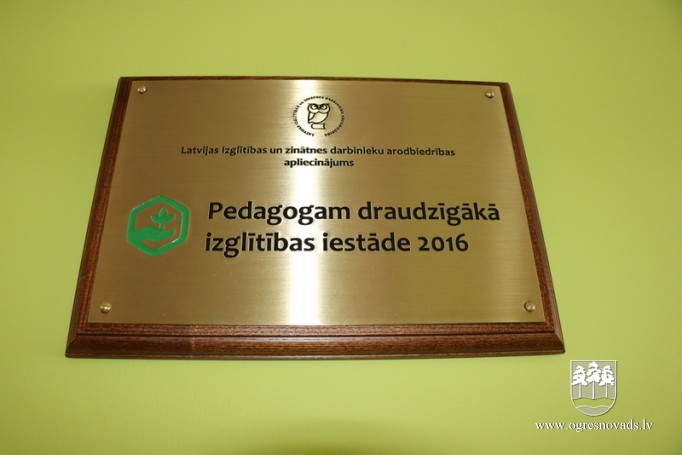 Latvijas Izglītības un zinātnes darbinieku arodbiedrības
apliecinājums
Pedagogam draudzīgākā
izglītības iestāde 2016
www.ogresnovads.lv